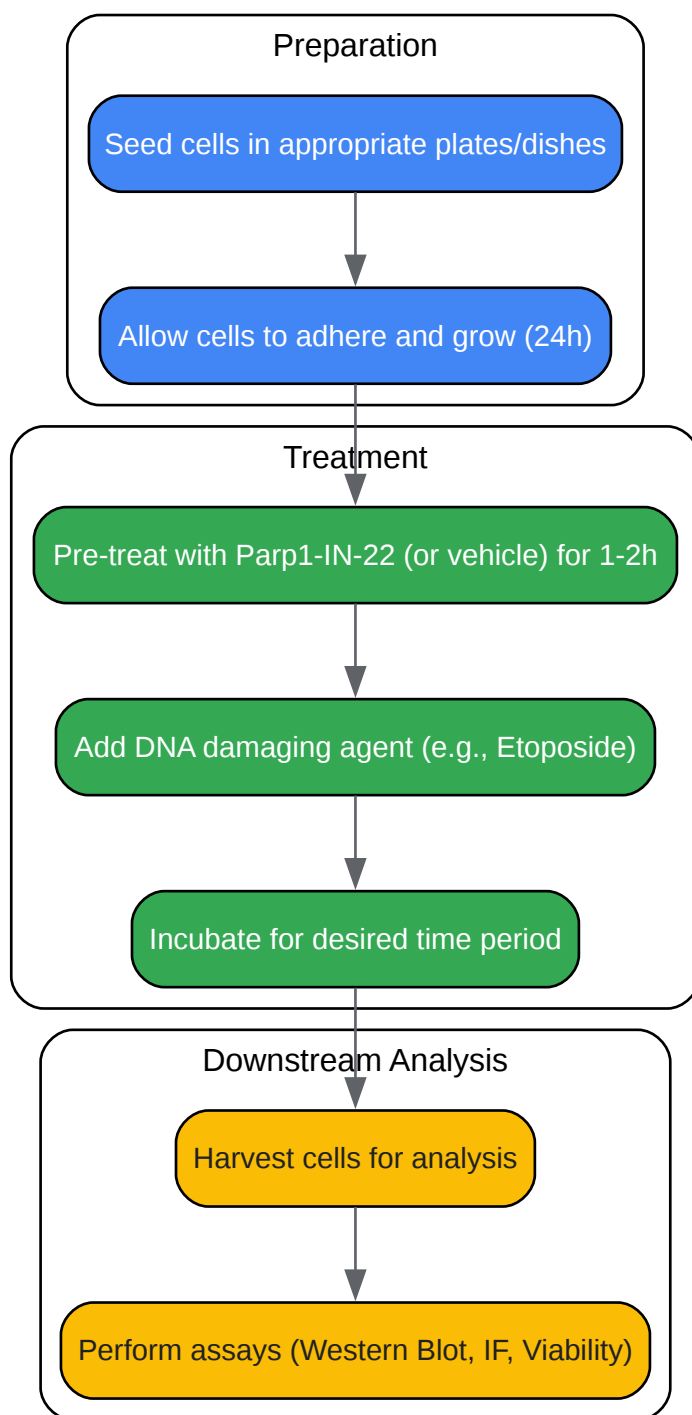 Preparation
Seed cells in appropriate plates/dishes
Allow cells to adhere and grow (24h)
Treatment
Pre-treat with Parp1-IN-22 (or vehicle) for 1-2h
Add DNA damaging agent (e.g., Etoposide)
Incubate for desired time period
Downstream Analysis
Harvest cells for analysis
Perform assays (Western Blot, IF, Viability)